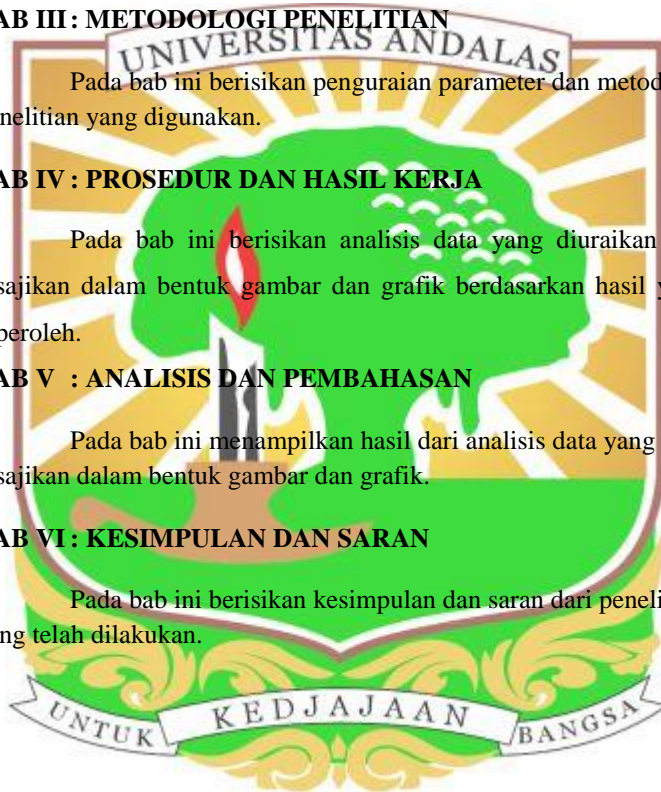 AB III : METODOLOGI PENELITIAN
UNIVERSITAS ANDALAS
Pada bab ini berisikan penguraian parameter dan metod
nelitian yang digunakan.
AB IV : PROSEDUR DAN HASIL KERJA
Pada bab ini berisikan analisis data yang diuraikan
sajikan dalam bentuk gambar dan grafik berdasarkan hasil y
peroleh.
AB V : ANALISIS DAN PEMBAHASAN
Pada bab ini menampilkan hasil dari analisis data yang
sajikan dalam bentuk gambar dan grafik.
AB VI : KESIMPULAN DAN SARAN
Pada bab ini berisikan kesimpulan dan saran dari peneli
ng telah dilakukan.
UNTUK KEDJAJAAN BANGSA